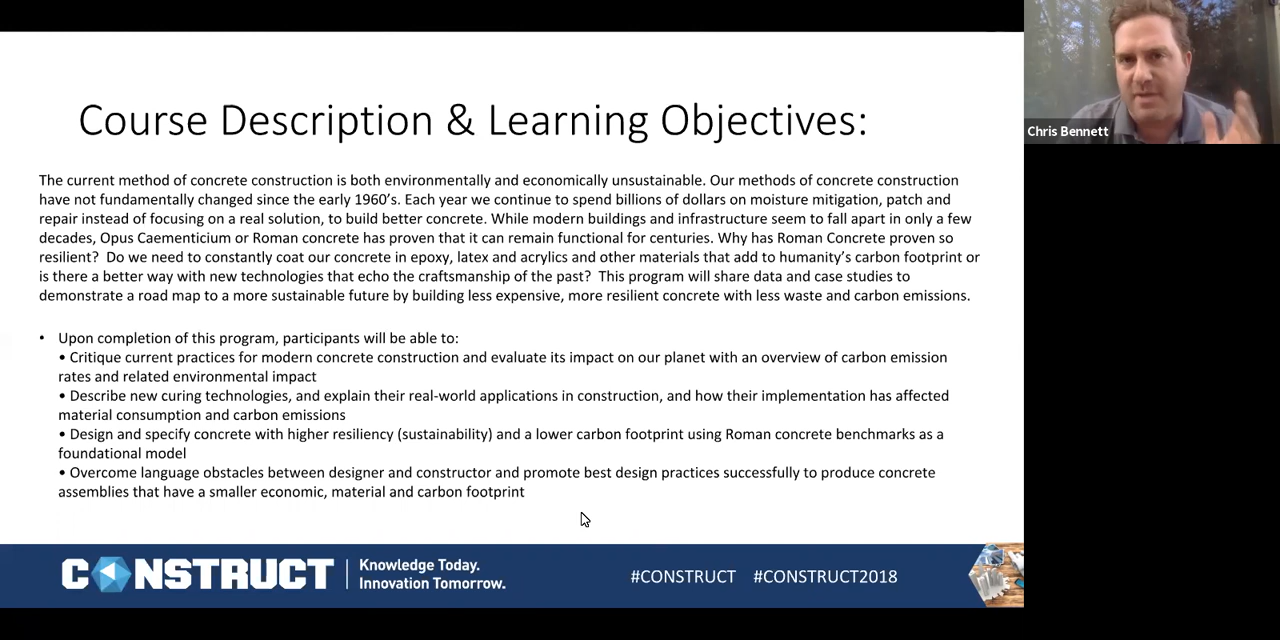 Course Description & Learning Objectives:
Chris Bennett
The current method of concrete construction is both environmentally and economically unsustainable. Our methods of concrete construction
have not fundamentally changed since the early 1960's. Each year we continue to spend billions of dollars on moisture mitigation, patch and
repair instead of focusing on a real solution, to build better concrete. While modern buildings and infrastructure seem to fall apart in only a few
decades, Opus Caementicium or Roman concrete has proven that it can remain functional for centuries. Why has Roman Concrete proven so
resilient?  Do we need to constantly coat our concrete in epoxy, latex and acrylics and other materials that add to humanity's carbon footprint or
is there a better way with new technologies that echo the craftsmanship of the past?  This program will share data and case studies to
demonstrate a road map to a more sustainable future by building less expensive, more resilient concrete with less waste and carbon emissions.
• Upon completion of this program, participants will be able to:
• Critique current practices for modern concrete construction and evaluate its impact on our planet with an overview of carbon emission
rates and related environmental impact
• Describe new curing technologies, and explain their real-world applications in construction, and how their implementation has affected
material consumption and carbon emissions
• Design and specify concrete with higher resiliency (sustainability) and a lower carbon footprint using Roman concrete benchmarks as a
foundational model
• Overcome language obstacles between designer and constructor and promote best design practices successfully to produce concrete
assemblies that have a smaller economic, material and carbon footprint
CONSTRUCT
Knowledge Today.
Innovation Tomorrow.
#CONSTRUCT #CONSTRUCT2018